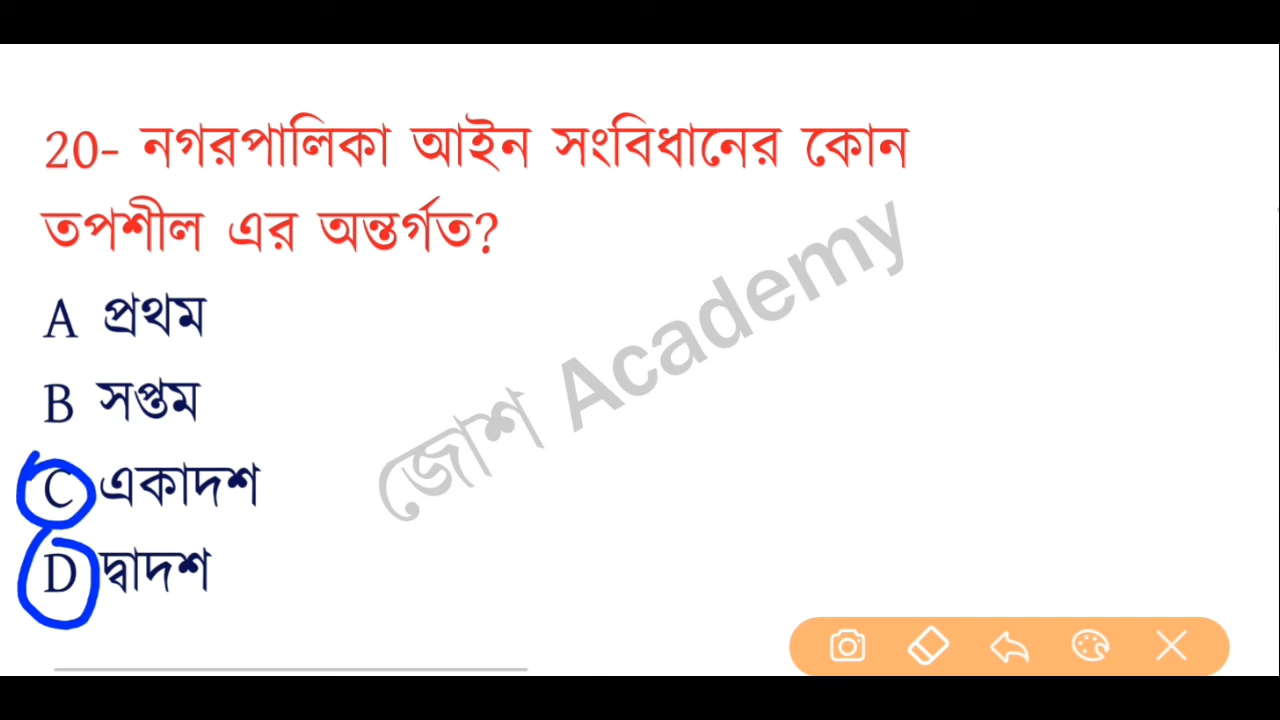 20- নগরপালিকা আইন সংবিধানের কোন
তপশীল এর অন্তর্গত?
A প্রথম
B সপ্তম
C একাদশ
D দ্বাদশ
জোশ Academy